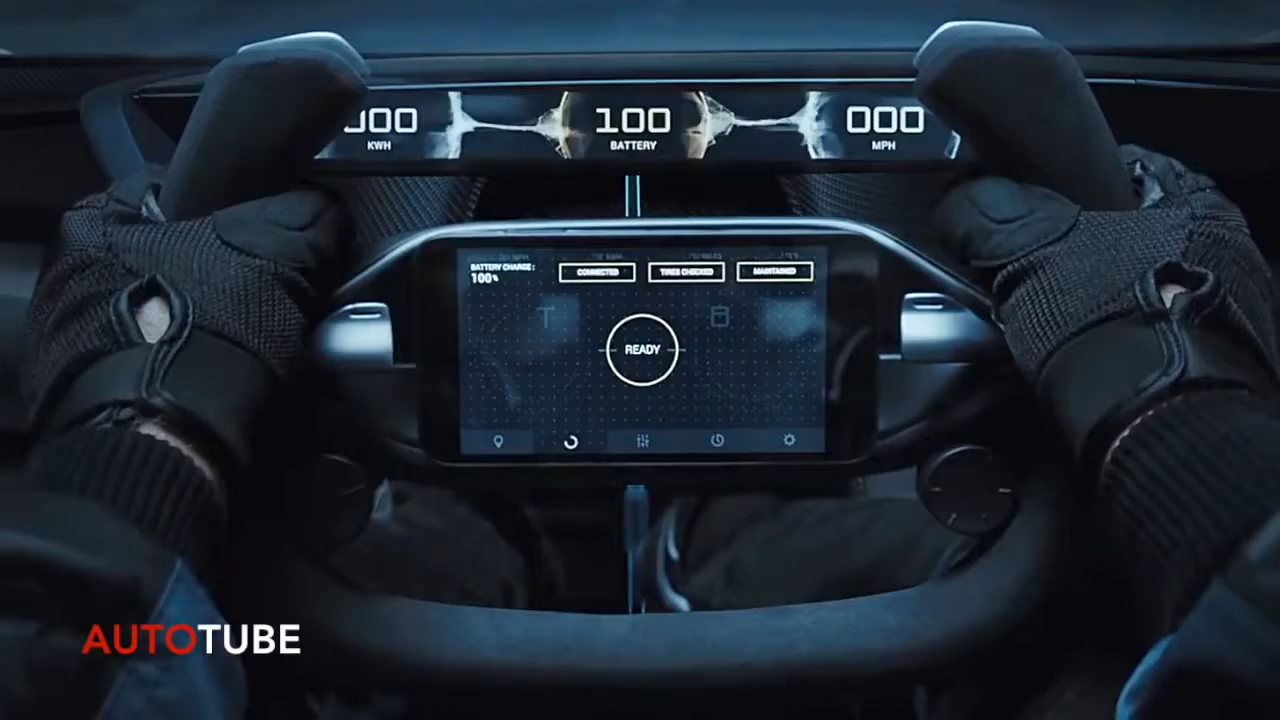 000 100 000
KWH BATTERY MPH
BATTERY CHARGE :
100% CONNECTED TIRES CHECKED MAINTAINED
READY
AUTOTUBE